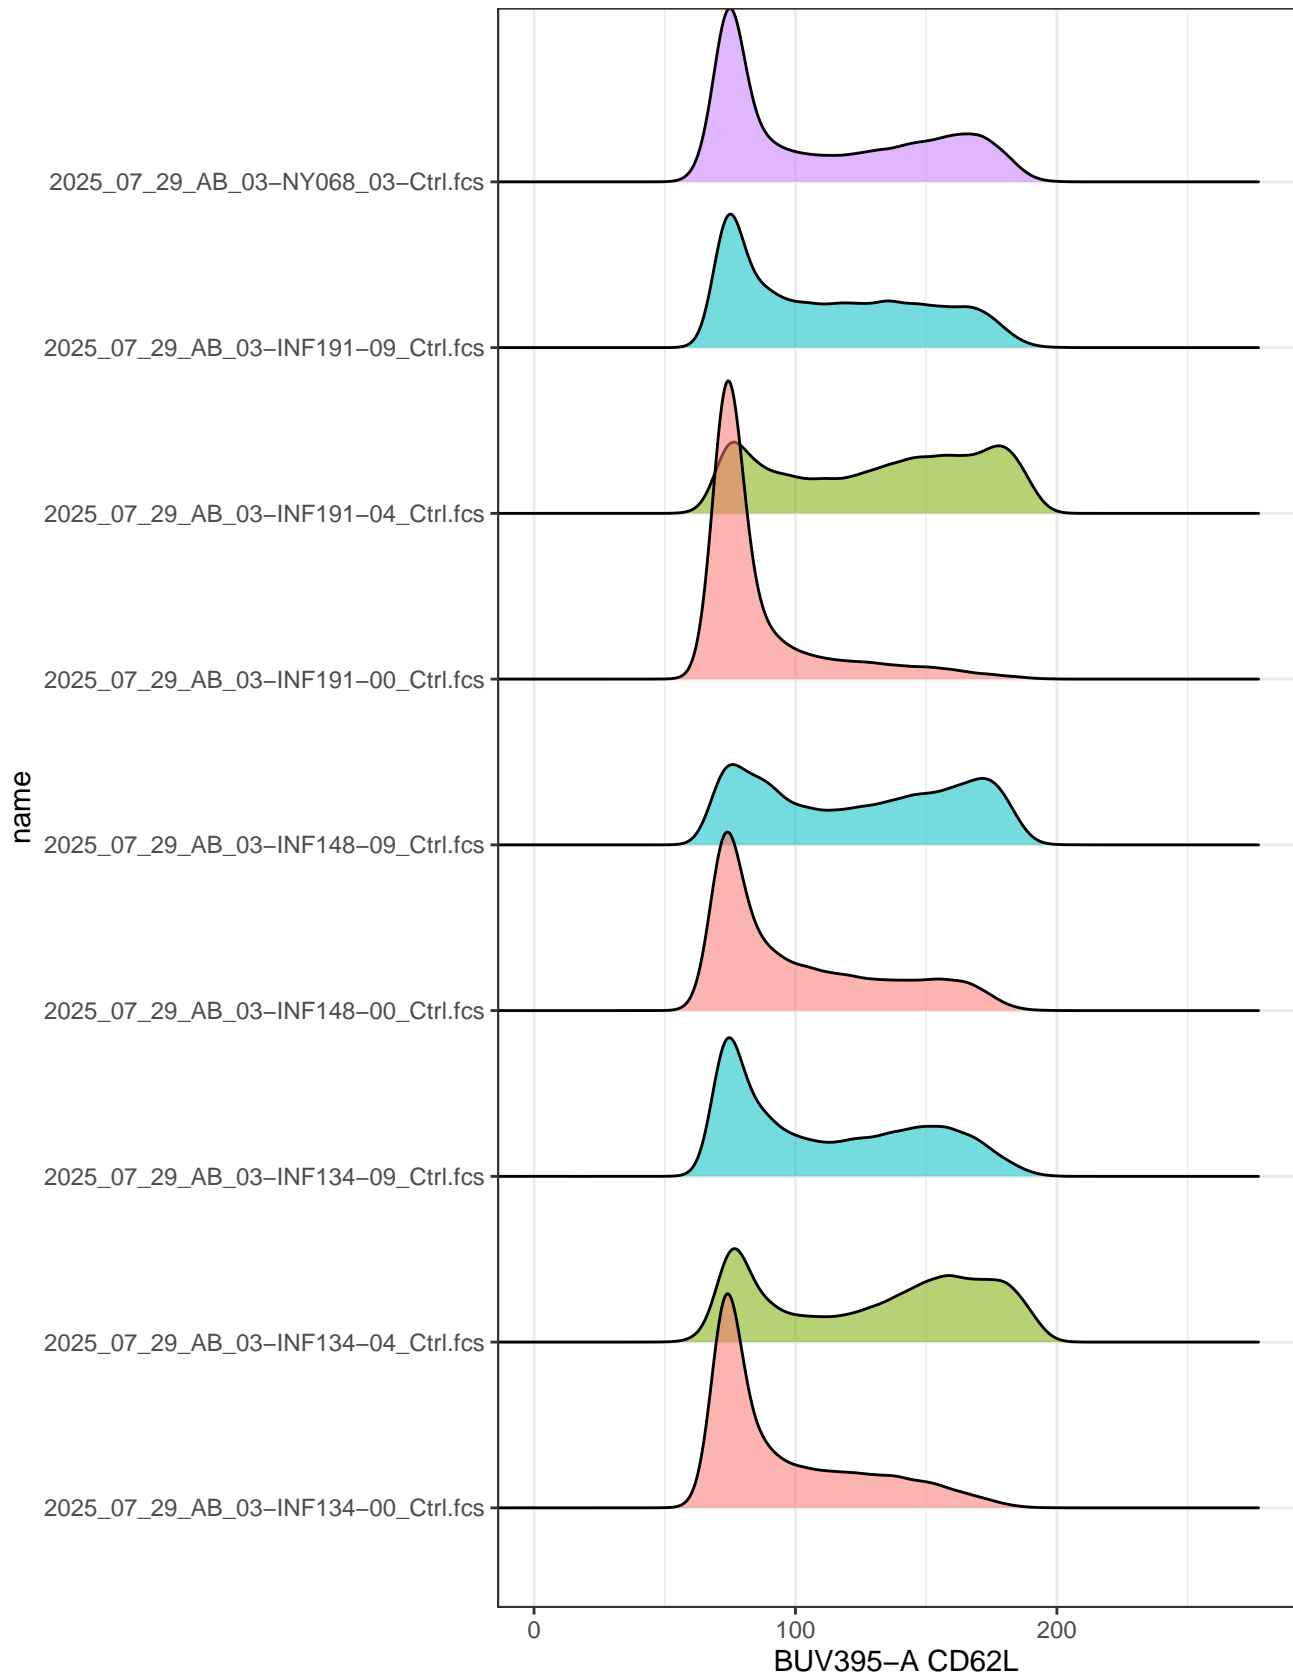 2025_07_29_AB_03−NY068_03−Ctrl.fcs
2025_07_29_AB_03−INF191−09_Ctrl.fcs
2025_07_29_AB_03−INF191−04_Ctrl.fcs
2025_07_29_AB_03−INF191−00_Ctrl.fcs
name
2025_07_29_AB_03−INF148−09_Ctrl.fcs
2025_07_29_AB_03−INF148−00_Ctrl.fcs
2025_07_29_AB_03−INF134−09_Ctrl.fcs
2025_07_29_AB_03−INF134−04_Ctrl.fcs
2025_07_29_AB_03−INF134−00_Ctrl.fcs
0 100 200
BUV395−A CD62L